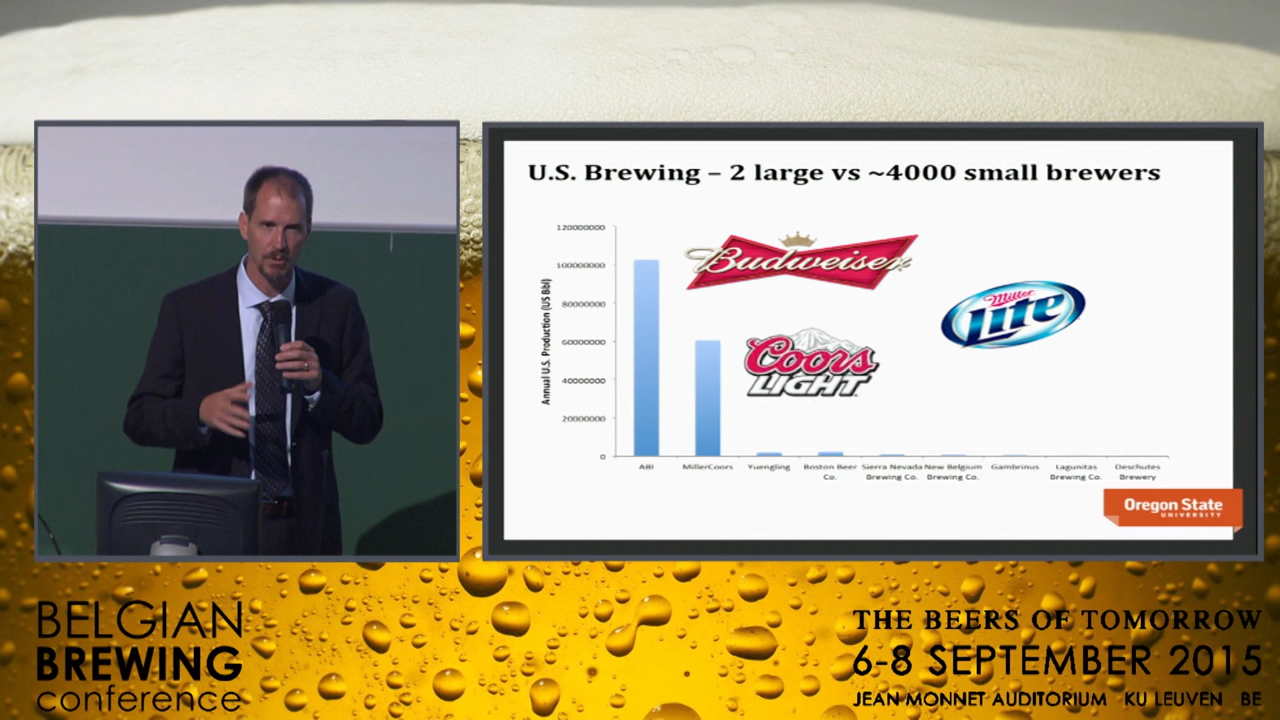 U.S. Brewing – 2 large vs ~4000 small brewers
Annual U.S. Production (US Bbl)
120000000
100000000
80000000
60000000
40000000
20000000
0
Budweiser
Miller
Lite
Coors
LIGHT
ABI
MillerCoors
Yuengling
Boston Beer
Co.
Sierra Nevada
Brewing Co.
New Belgium
Brewing Co.
Gambrinus
Lagunitas
Brewing Co.
Deschutes
Brewery
Oregon State
UNIVERSITY
BELGIAN
BREWING
conference
THE BEERS OF TOMORROW
6-8 SEPTEMBER 2015
JEAN MONNET AUDITORIUM KU LEUVEN BE